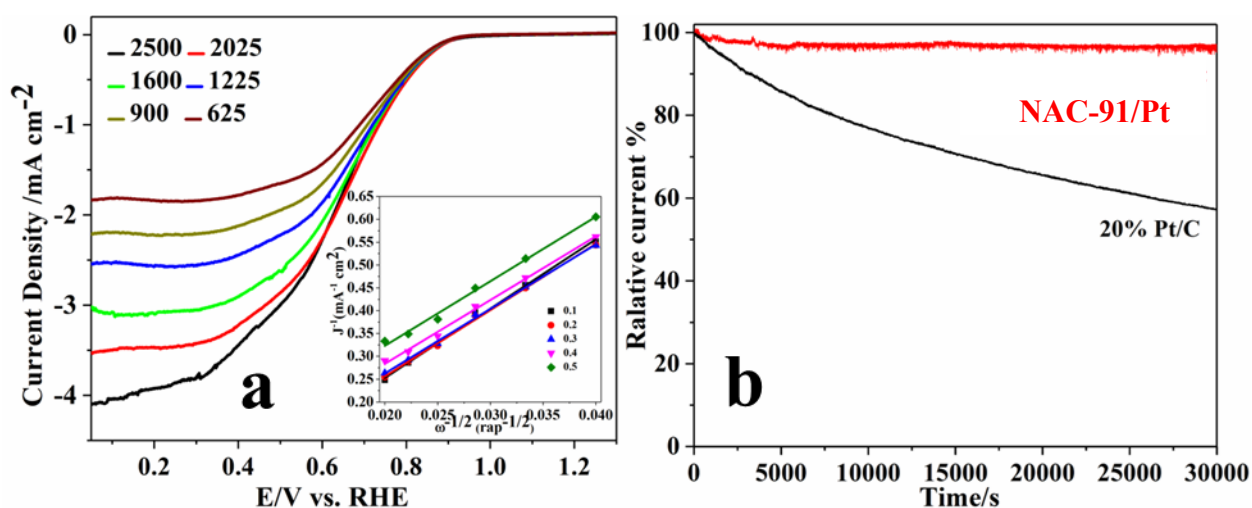 2500 2025
1600 1225
900 625
0
-1
-2
-3
-4
Current Density /mA cm-2
0.2 0.4 0.6 0.8 1.0 1.2
E/V vs. RHE
a
0.65
0.60
0.55
0.50
0.45
0.40
0.35
0.30
0.25
0.20
J-1(mA-1 cm2)
0.1
0.2
0.3
0.4
0.5
0.020 0.025 0.030 0.035 0.040
ω-1/2 (rap-1/2)
100
80
60
40
20
0
Ralative current %
NAC-91/Pt
20% Pt/C
b
0 5000 10000 15000 20000 25000 30000
Time/s